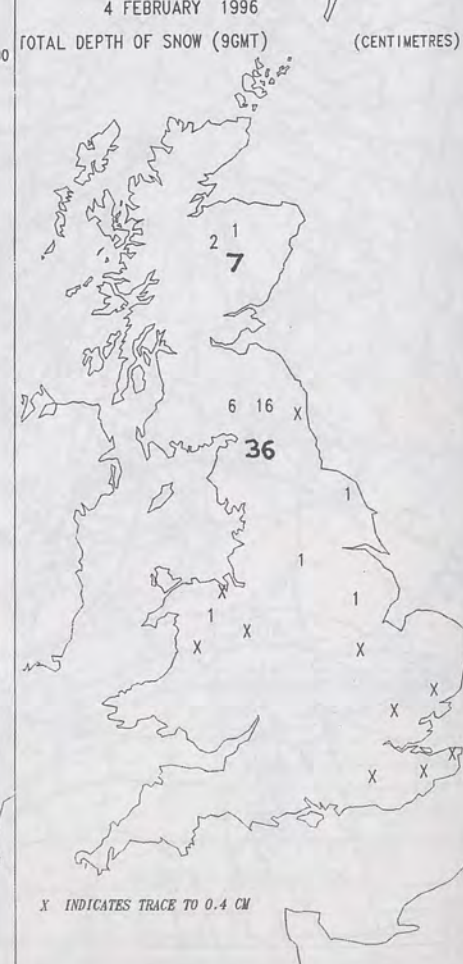 4 FEBRUARY 1996
00
TOTAL DEPTH OF SNOW (9GMT) (CENTIMETRES)
1
2
7
6 16 X
36
1
1
X
1
1
X X
X
X
X
X
X X
X INDICATES TRACE TO 0.4 CM